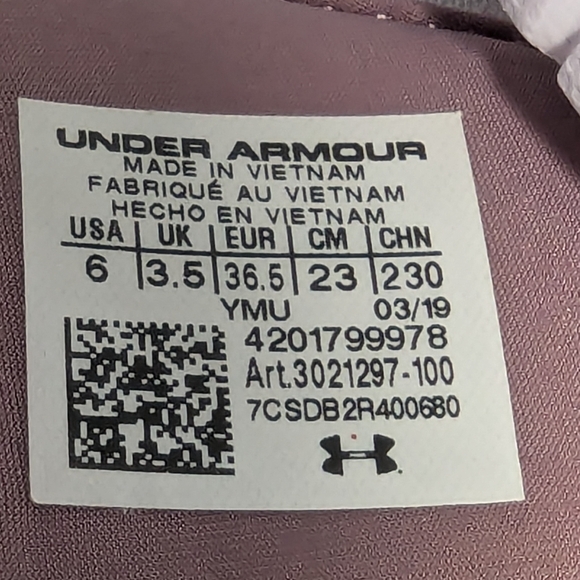 UNDER ARMOUR
MADE IN VIETNAM
FABRIQUÉ AU VIETNAM
HECHO EN VIETNAM
USA UK EUR CM CHN
6 3.5 36.5 23 230
YMU 03/19
4201799978
Art.3021297-100
7CSDB2R400680